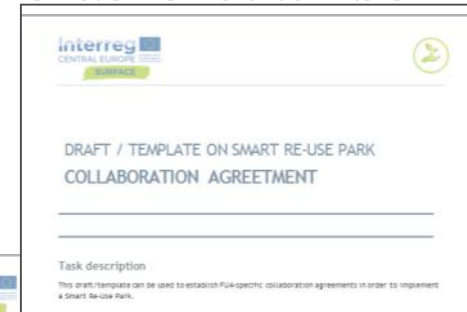 Interreg
CENTRAL EUROPE
SURFACE
DRAFT / TEMPLATE ON SMART RE-USE PARK
COLLABORATION AGREETMENT
Task description
This draft/template can be used to establish FUA-specific collaboration agreements in order to implement
a Smart Re-Use Park.